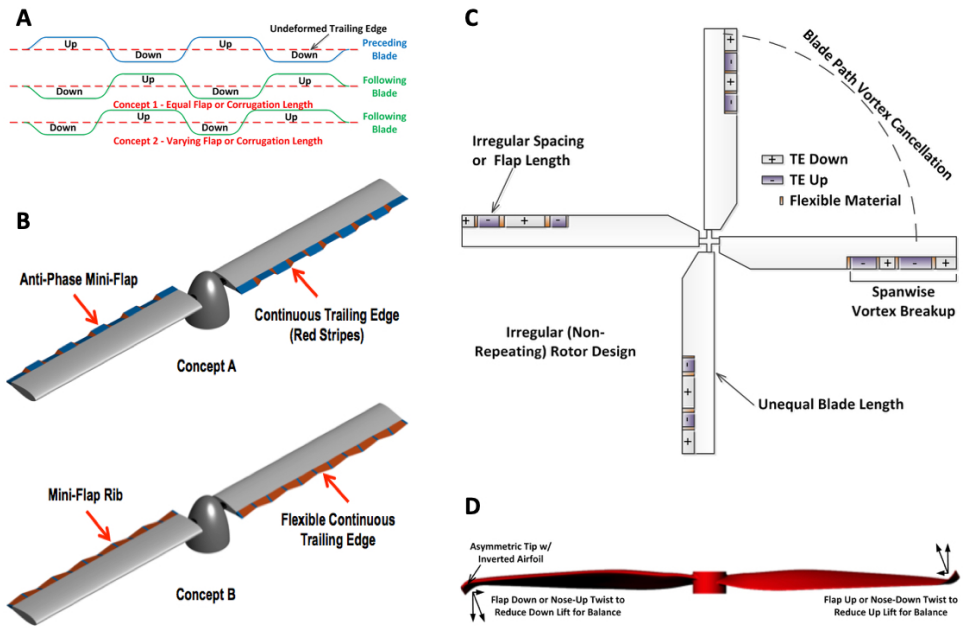 A
Undeformed Trailing Edge
Up
Up
Preceding
Blade
Down
Down
Up
Up
Following
Blade
Down
Down
Concept 1 - Equal Flap or Corrugation Length
Up
Up
Following
Blade
Down
Down
Concept 2 - Varying Flap or Corrugation Length
B
Anti-Phase Mini-Flap
Continuous Trailing Edge
(Red Stripes)
Concept A
Mini-Flap Rib
Flexible Continuous
Trailing Edge
Concept B
C
+
-
+
-
Blade Path Vortex Cancellation
Irregular Spacing
or Flap Length
+ TE Down
- TE Up
Flexible Material
+ - + -
- + - +
Spanwise
Vortex Breakup
Irregular (Non-
Repeating) Rotor Design
-
+
-
+
Unequal Blade Length
D
Asymmetric Tip w/
Inverted Airfoil
Flap Down or Nose-Up Twist to
Reduce Down Lift for Balance
Flap Up or Nose-Down Twist to
Reduce Up Lift for Balance